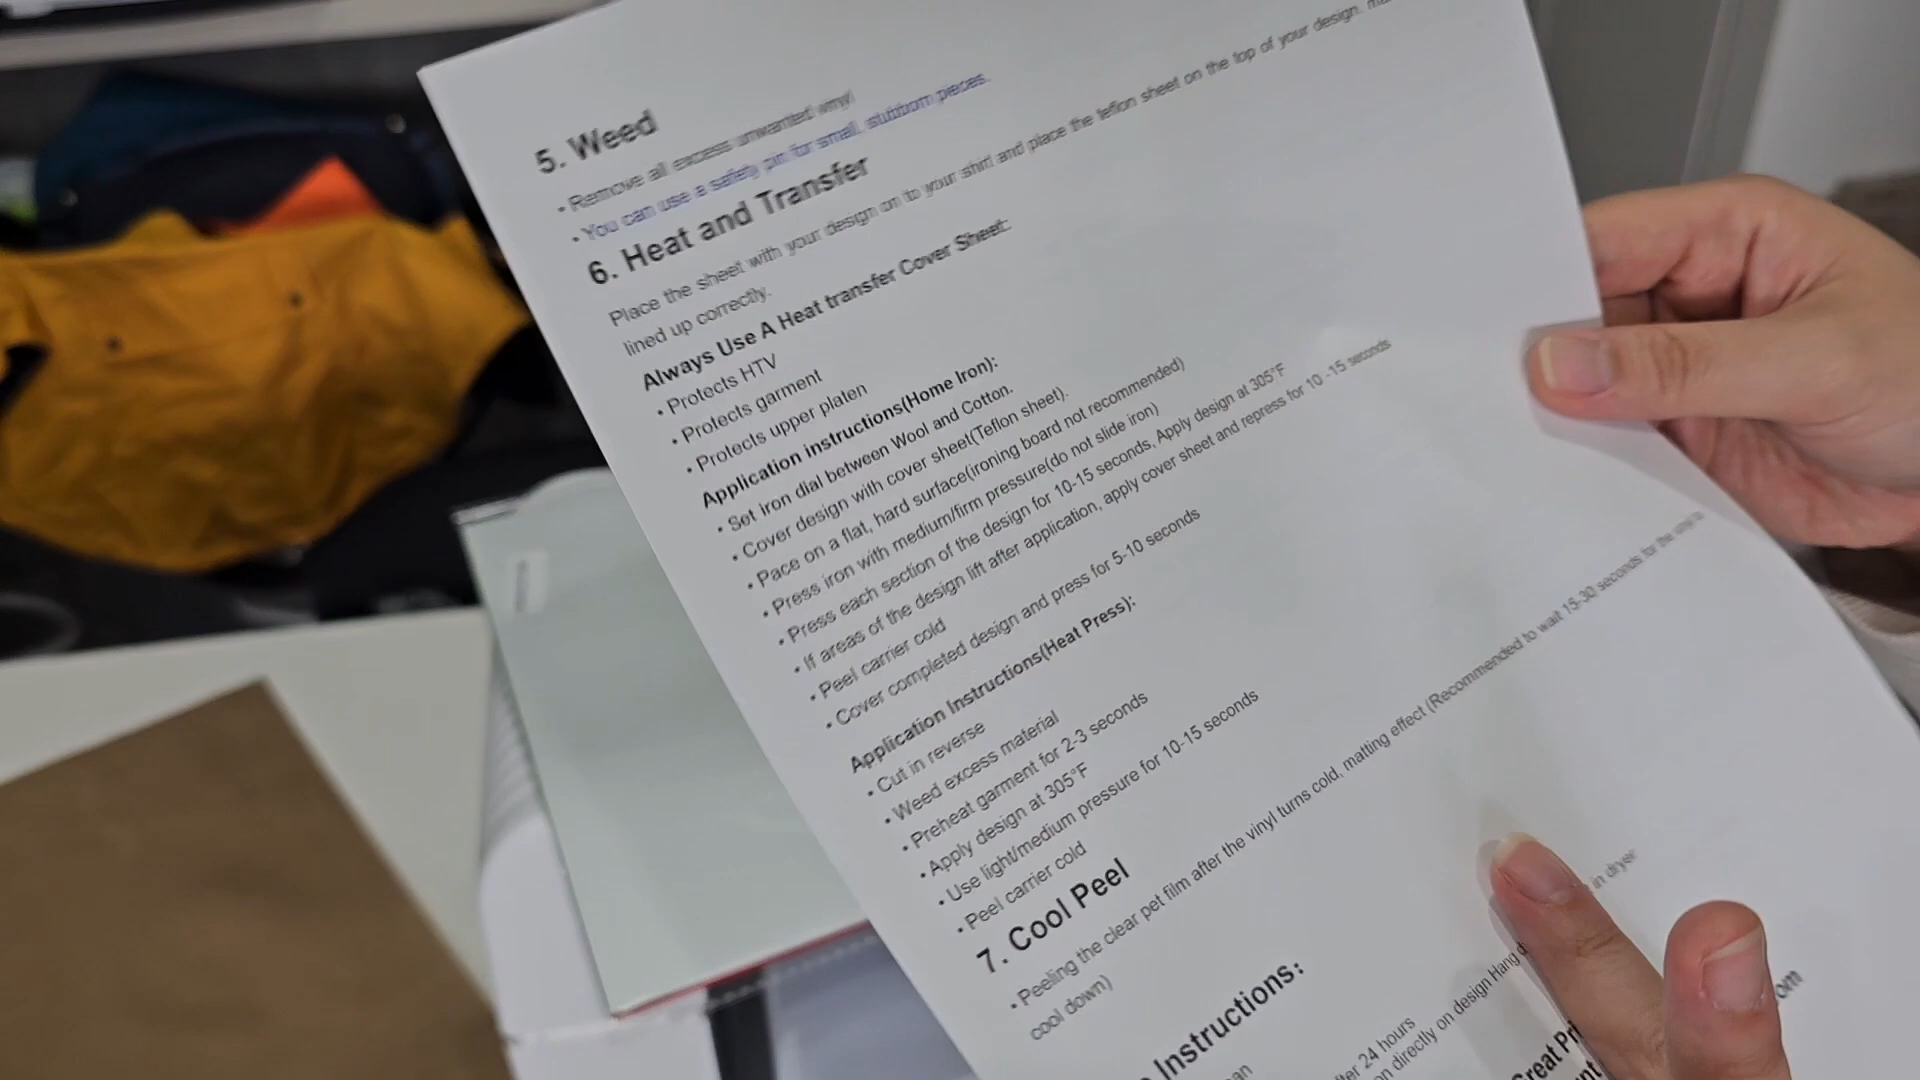 5. Weed
• Remove all excess unwanted vinyl
• You can use a safety pin for small, stubborn pieces.
6. Heat and Transfer
Place the sheet with your design on to your shirt and place the teflon sheet on the top of your design.
lined up correctly.
Always Use A Heat transfer Cover Sheet:
• Protects HTV
• Protects garment
• Protects upper platen
Application instructions(Home Iron):
• Set iron dial between Wool and Cotton.
• Cover design with cover sheet(Teflon sheet).
• Pace on a flat, hard surface(ironing board not recommended)
• Press iron with medium/firm pressure(do not slide iron)
• Press each section of the design for 10-15 seconds, Apply design at 305°F
• If areas of the design lift after application, apply cover sheet and repress for 10 -15 seconds
• Peel carrier cold
• Cover completed design and press for 5-10 seconds
Application Instructions(Heat Press):
• Cut in reverse
• Weed excess material
• Preheat garment for 2-3 seconds
• Apply design at 305°F
• Use light/medium pressure for 10-15 seconds
• Peel carrier cold
7. Cool Peel
• Peeling the clear pet film after the vinyl turns cold, matting effect (Recommended to wait 15-30 seconds for the vinyl to
cool down)
Instructions:
24 hours
on directly on design Hang
in dryer
Great